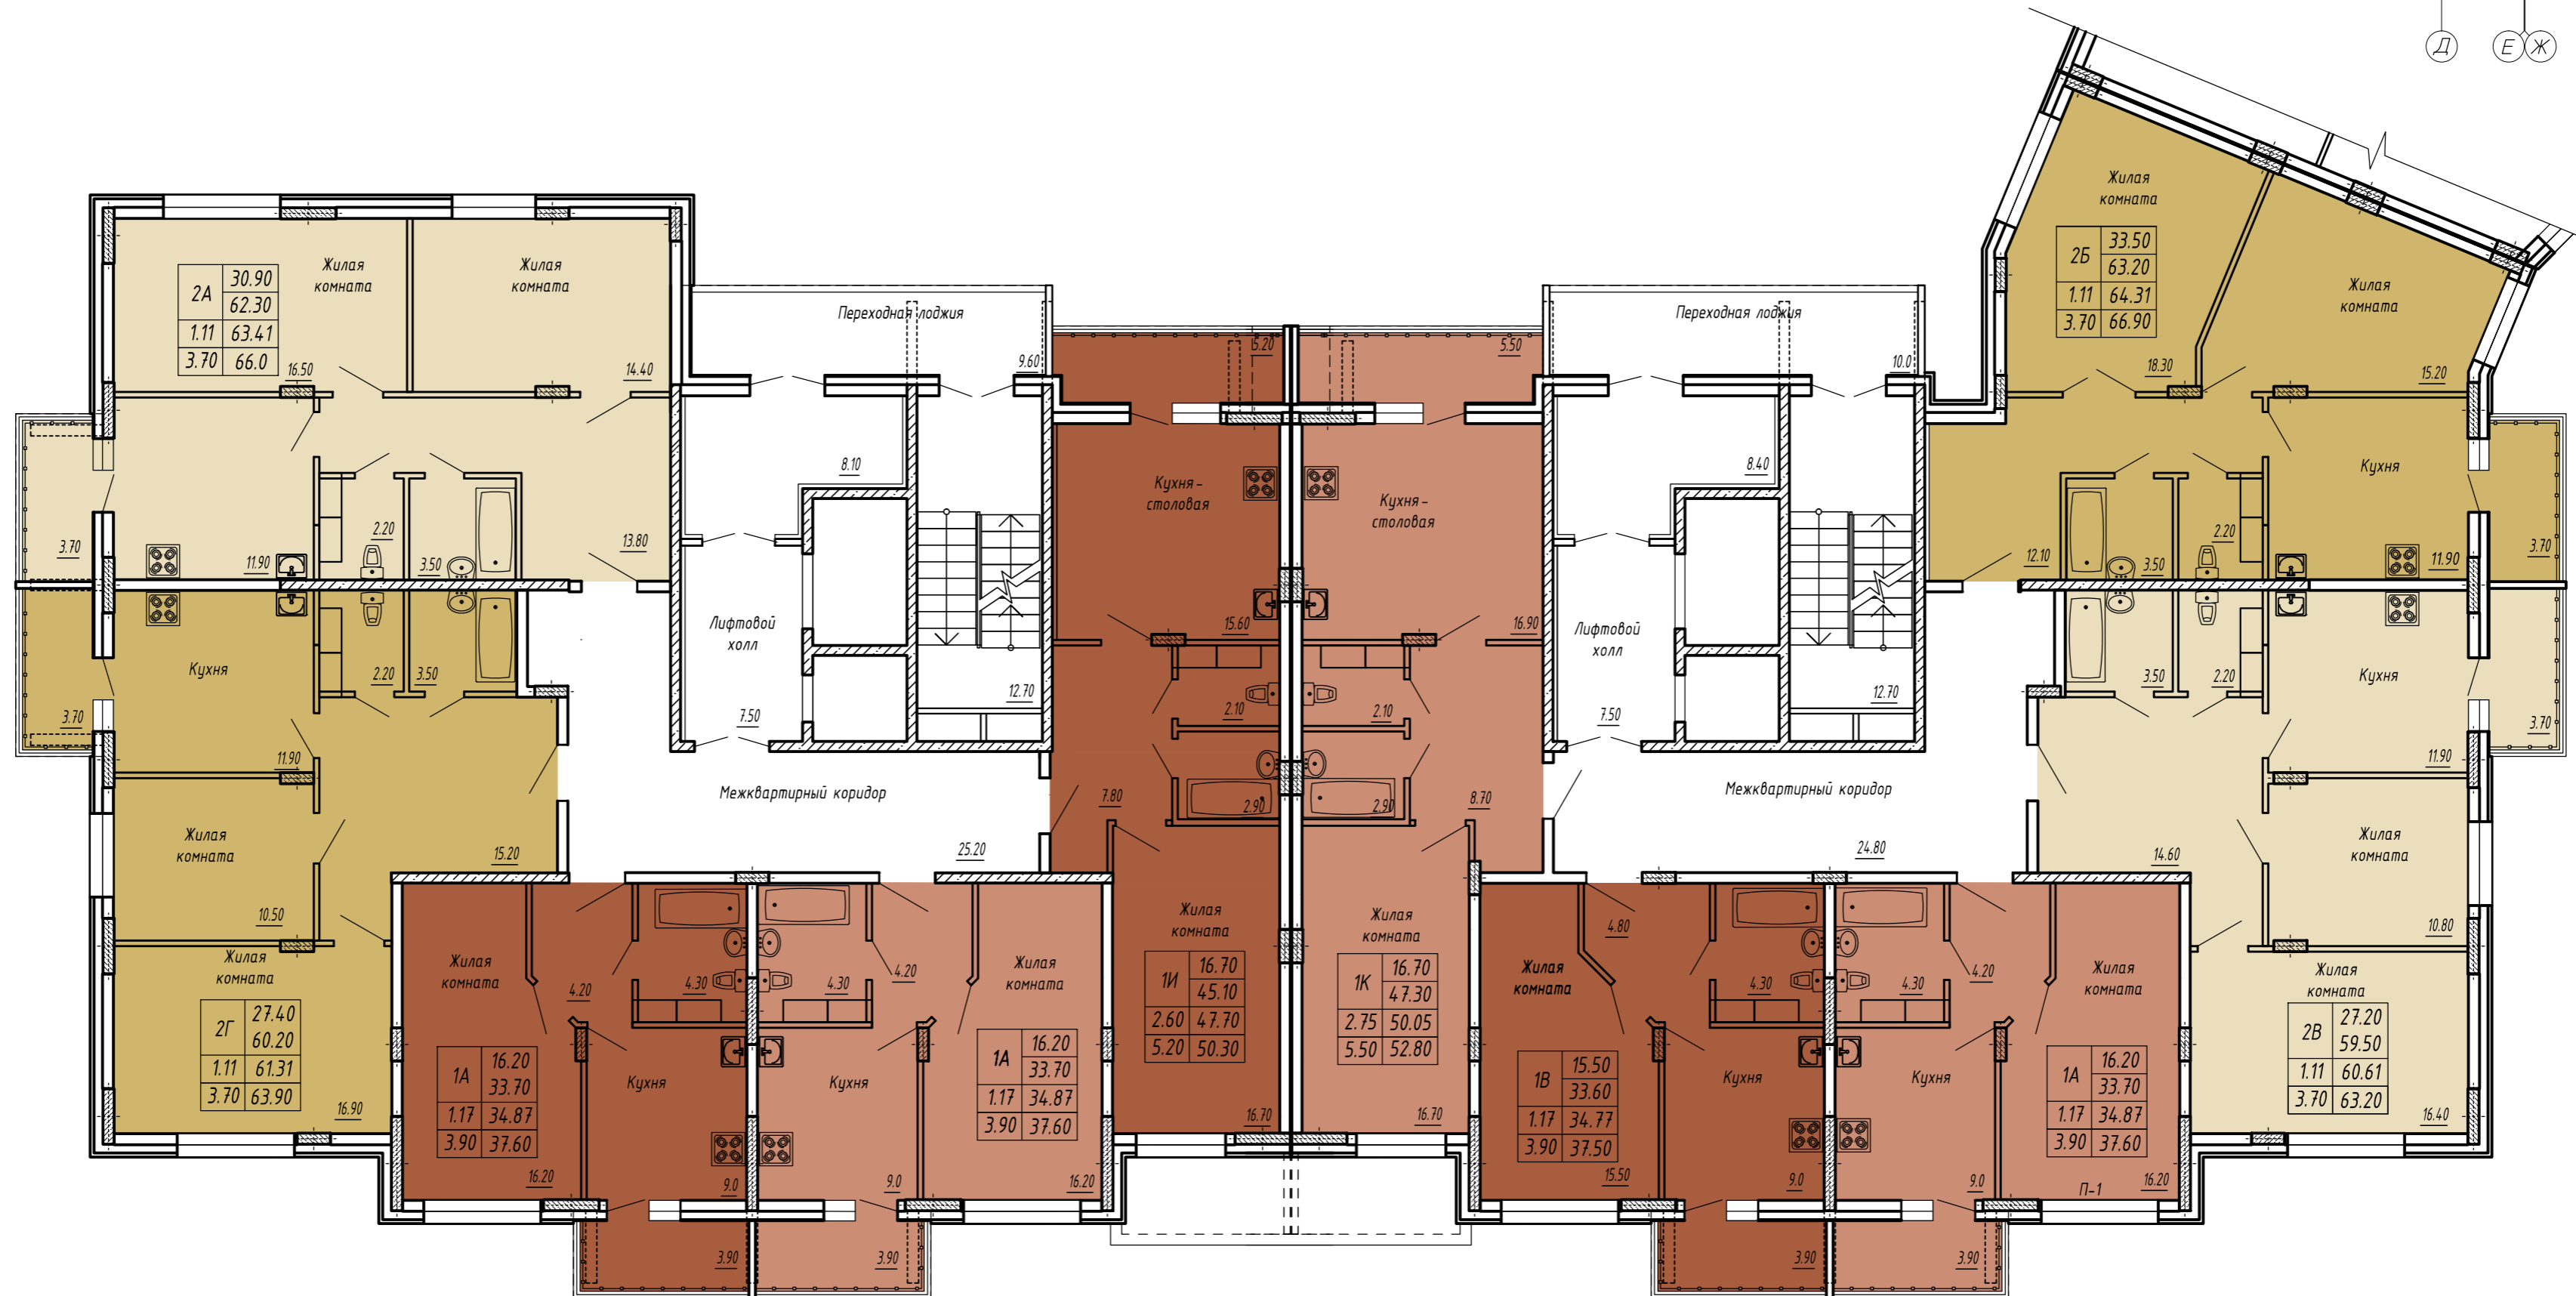 Д
Е
Ж
Жилая
комната
2А
30.90
62.30
1.11
63.41
3.70
66.0
16.50
Жилая
комната
14.40
3.70
11.90
2.20
3.50
13.80
Переходная лоджия
9.60
8.10
Лифтовой
холл
7.50
12.70
Кухня
11.90
2.20
3.50
3.70
Жилая
комната
10.50
15.20
Жилая
комната
2Г
27.40
60.20
1.11
61.31
3.70
63.90
16.90
Межквартирный коридор
25.20
Жилая
комната
4.20
4.30
1А
16.20
33.70
1.17
34.87
3.90
37.60
16.20
Кухня
9.0
3.90
4.30
4.20
Жилая
комната
Кухня
1А
16.20
33.70
1.17
34.87
3.90
37.60
9.0
16.20
3.90
5.20
Кухня-
столовая
15.60
2.10
7.80
2.90
Жилая
комната
1И
16.70
45.10
2.60
47.70
5.20
50.30
16.70
5.50
Кухня-
столовая
16.90
2.10
2.90
8.70
Жилая
комната
1К
16.70
47.30
2.75
50.05
5.50
52.80
16.70
Переходная лоджия
10.0
8.40
Лифтовой
холл
7.50
12.70
Межквартирный коридор
24.80
Жилая
комната
4.80
4.30
1В
15.50
33.60
1.17
34.77
3.90
37.50
15.50
Кухня
9.0
3.90
4.30
4.20
Жилая
комната
Кухня
1А
16.20
33.70
1.17
34.87
3.90
37.60
9.0
П-1
16.20
3.90
Жилая
комната
2Б
33.50
63.20
1.11
64.31
3.70
66.90
18.30
Жилая
комната
15.20
Кухня
12.10
3.50
2.20
11.90
3.70
3.50
2.20
Кухня
11.90
3.70
14.60
Жилая
комната
10.80
Жилая
комната
2В
27.20
59.50
1.11
60.61
3.70
63.20
16.40